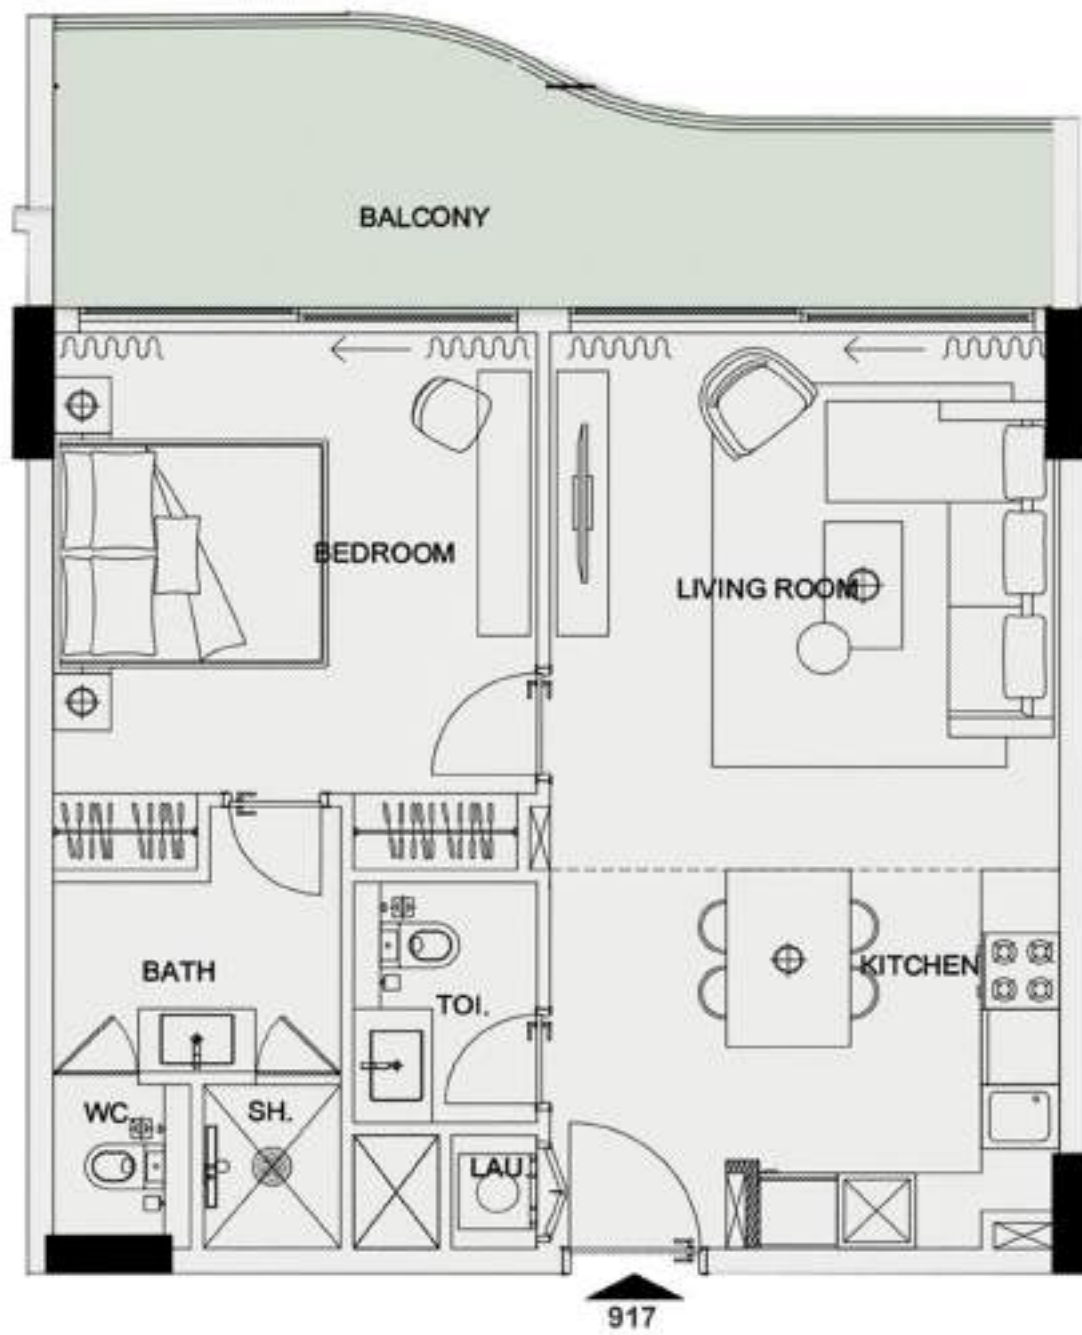 BALCONY
BEDROOM
LIVING ROOM
BATH
KITCHEN
TOI.
WC.
SH.
LAU
917